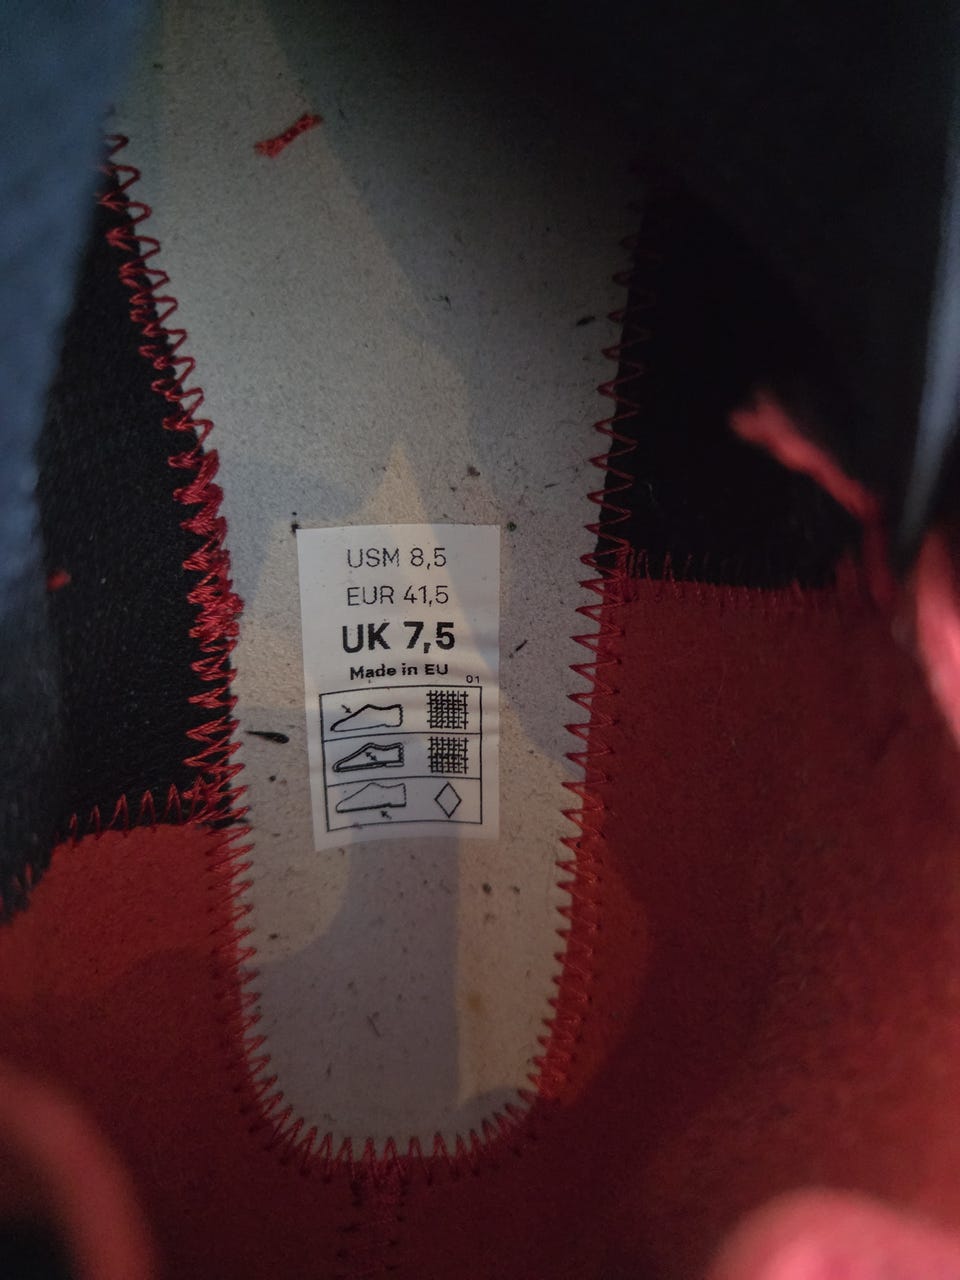 USM 8,5
EUR 41,5
UK 7,5
Made in EU
01